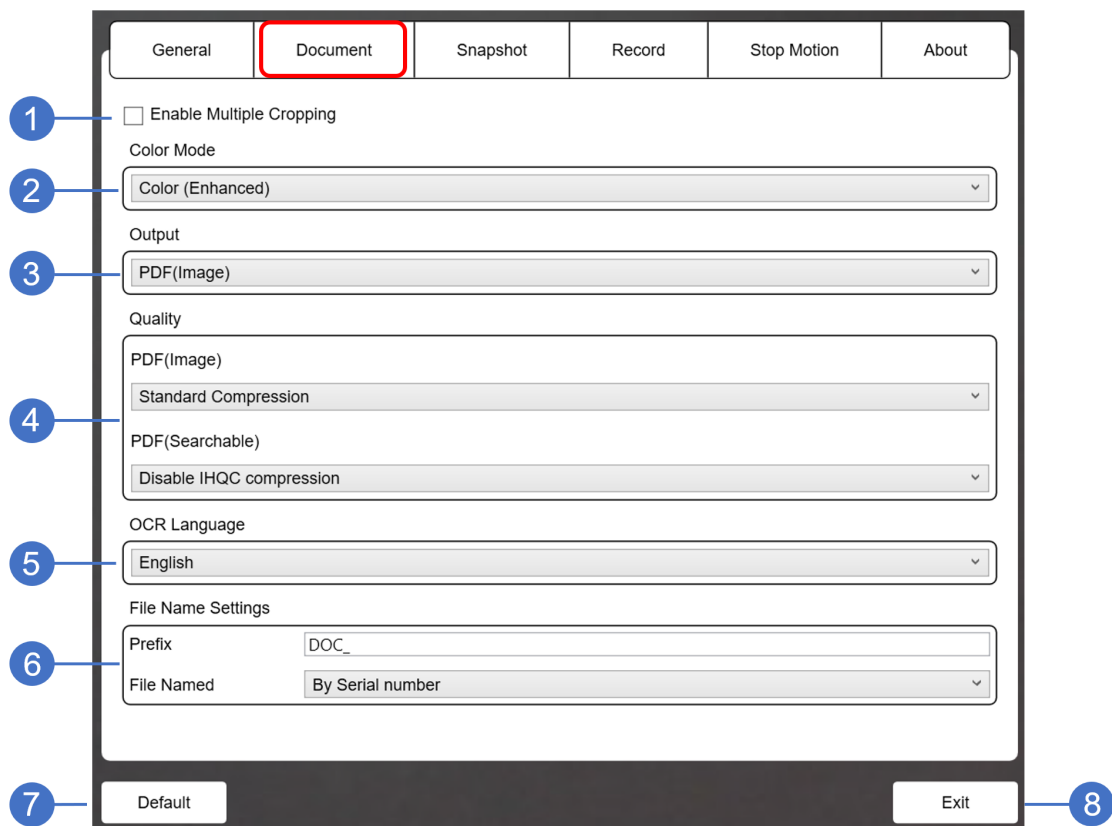 General Document Snapshot Record Stop Motion About
1 Enable Multiple Cropping
Color Mode
2 Color (Enhanced)
Output
3 PDF(Image)
Quality
PDF(Image)
Standard Compression
4
PDF(Searchable)
Disable IHQC compression
OCR Language
5 English
File Name Settings
Prefix DOC_
6
File Named By Serial number
7 Default Exit 8